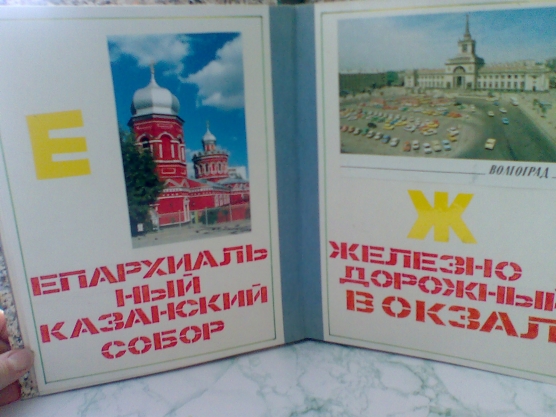 Е
ЕПАРХИАЛЬ
НЫЙ
КАЗАНСКИЙ
СОБОР
ВОЛГОГРАД
Ж
ЖЕЛЕЗНО
ДОРОЖНЫЙ
ВОКЗАЛ